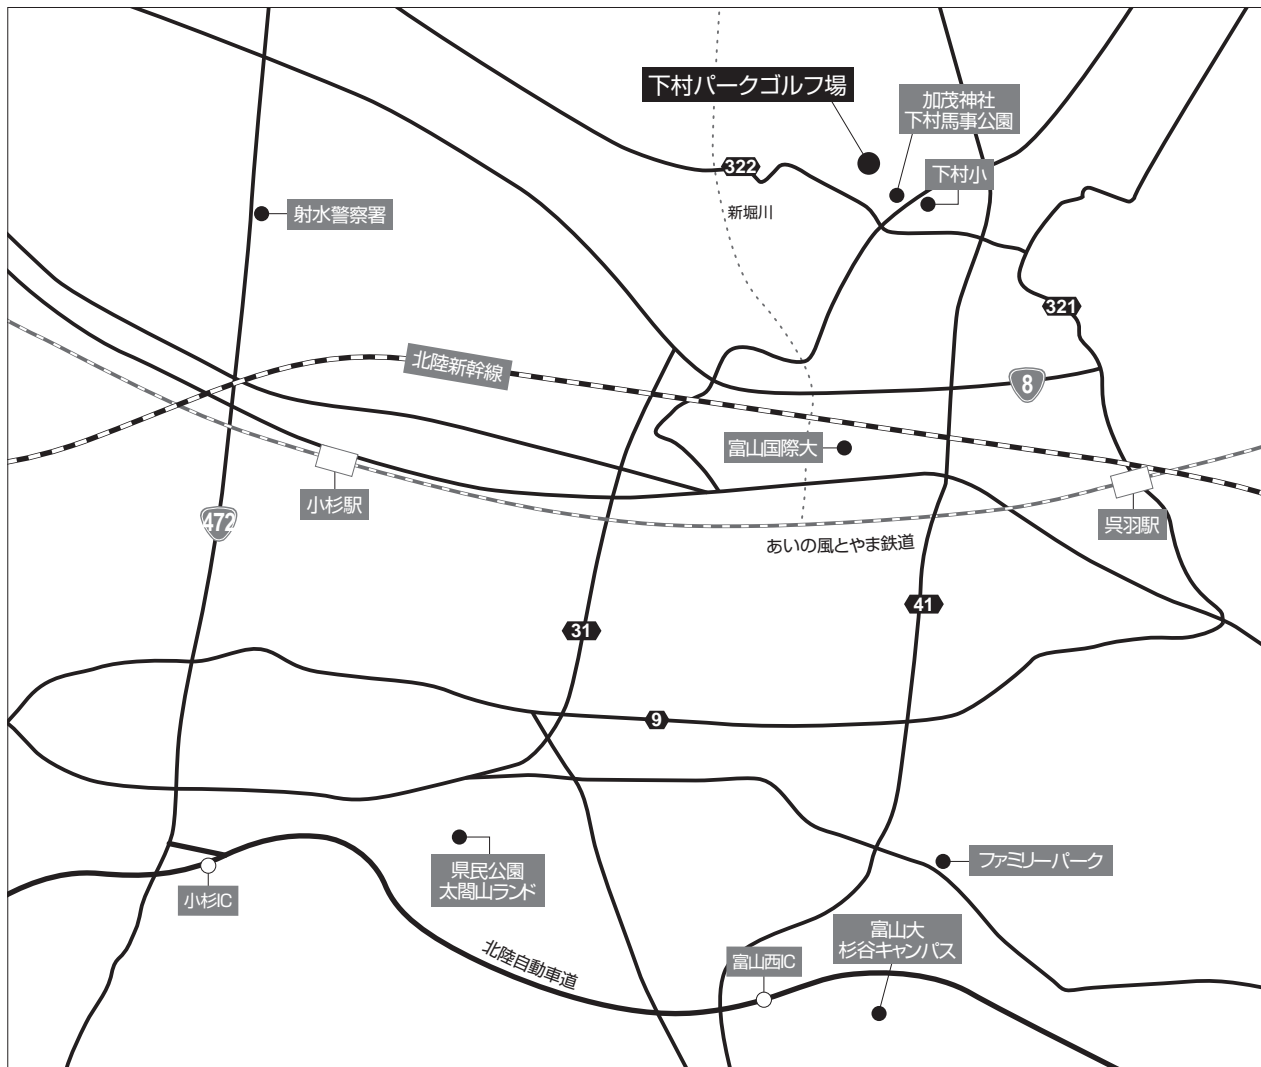 下村パークゴルフ場
加茂神社
下村馬事公園
322
下村小
射水警察署
新堀川
321
北陸新幹線
8
富山国際大
小杉駅
472
呉羽駅
あいの風とやま鉄道
41
31
9
県民公園
太閤山ランド
ファミリーパーク
小杉IC
富山大
杉谷キャンパス
北陸自動車道
富山西IC